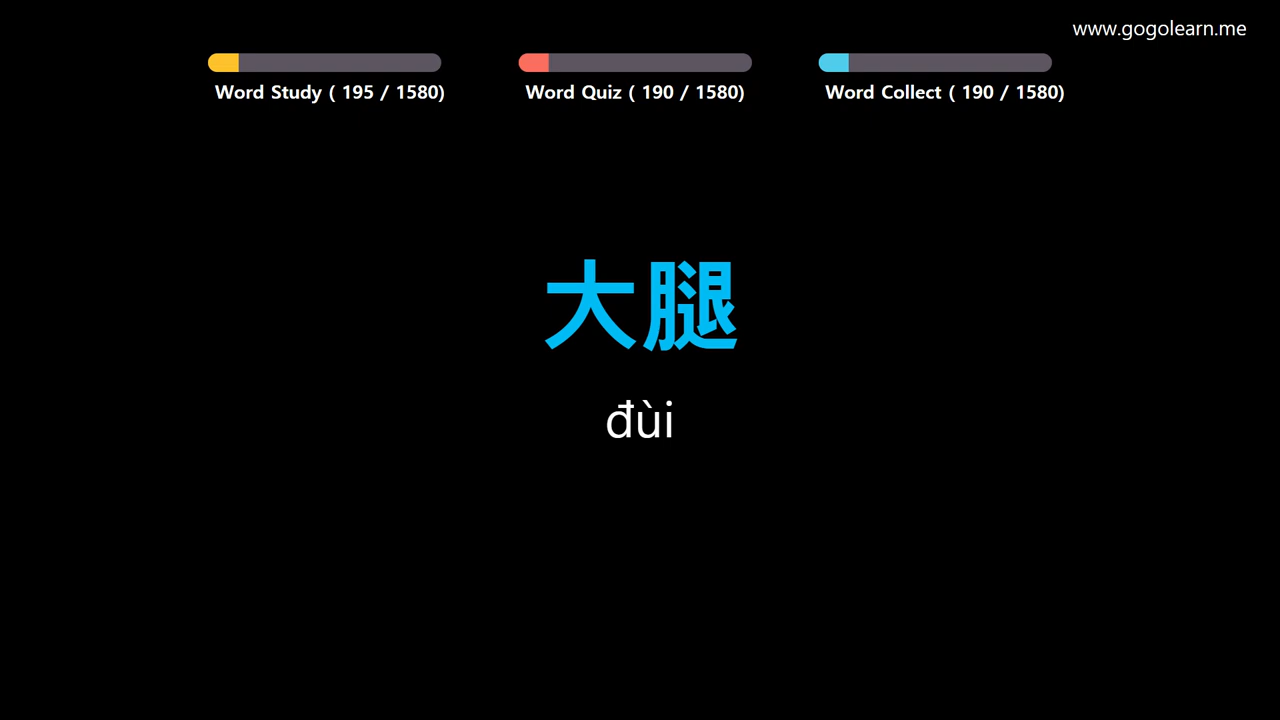 www.gogolearn.me
Word Study ( 195 / 1580)
Word Quiz ( 190 / 1580)
Word Collect ( 190 / 1580)
大腿
đùi